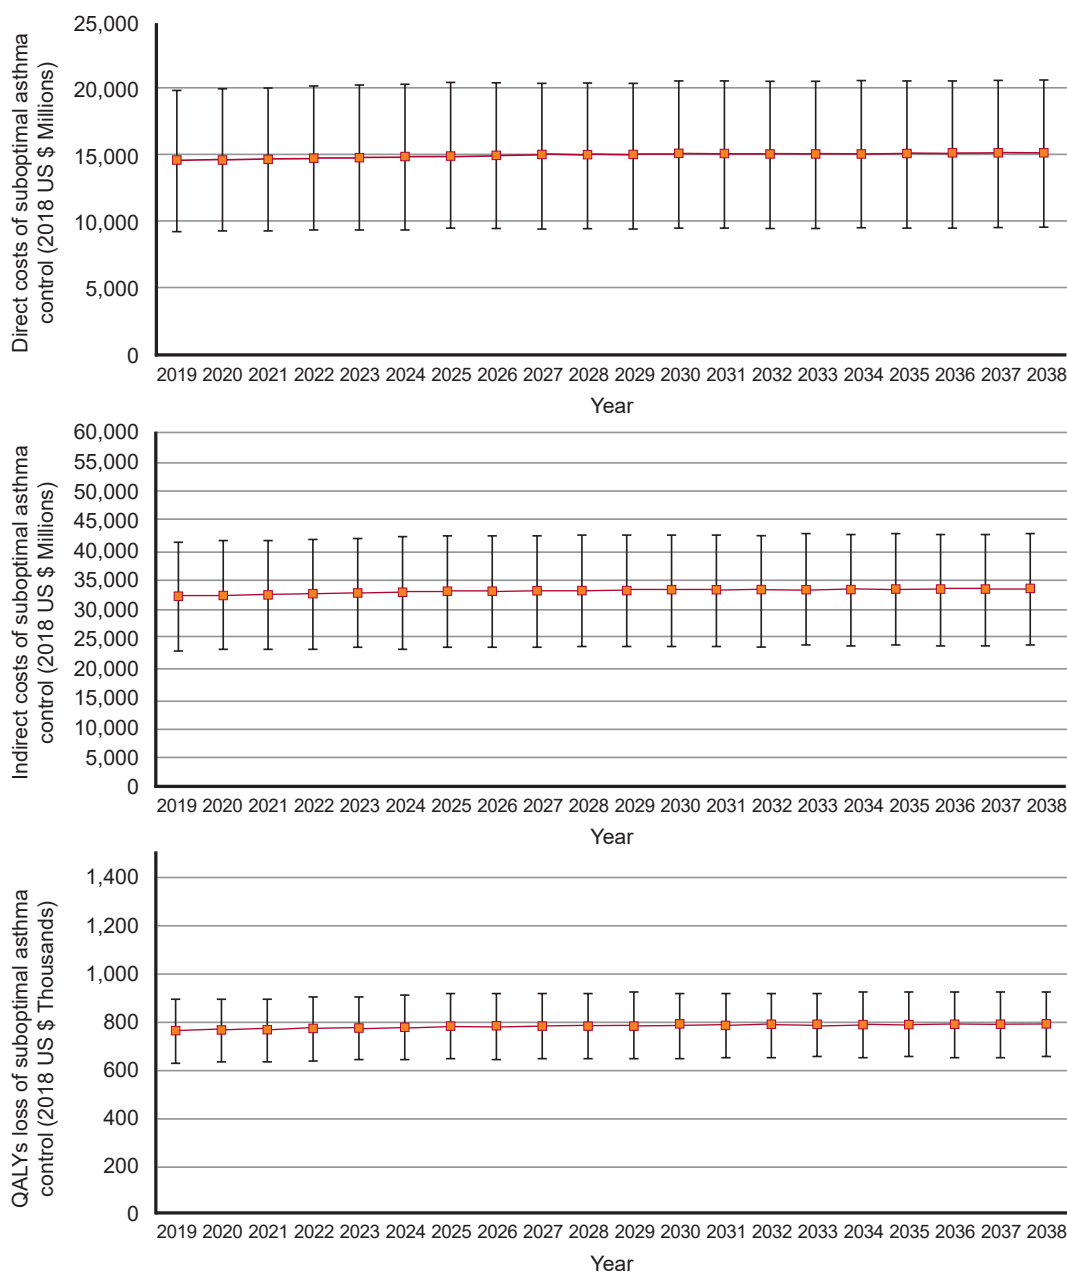 Direct costs of suboptimal asthma
control (2018 US $ Millions)
25,000
20,000
15,000
10,000
5,000
0
2019 2020 2021 2022 2023 2024 2025 2026 2027 2028 2029 2030 2031 2032 2033 2034 2035 2036 2037 2038
Year
Indirect costs of suboptimal asthma
control (2018 US $ Millions)
60,000
55,000
50,000
45,000
40,000
35,000
30,000
25,000
20,000
15,000
10,000
5,000
0
2019 2020 2021 2022 2023 2024 2025 2026 2027 2028 2029 2030 2031 2032 2033 2034 2035 2036 2037 2038
Year
QALYs loss of suboptimal asthma
control (2018 US $ Thousands)
1,400
1,200
1,000
800
600
400
200
0
2019 2020 2021 2022 2023 2024 2025 2026 2027 2028 2029 2030 2031 2032 2033 2034 2035 2036 2037 2038
Year